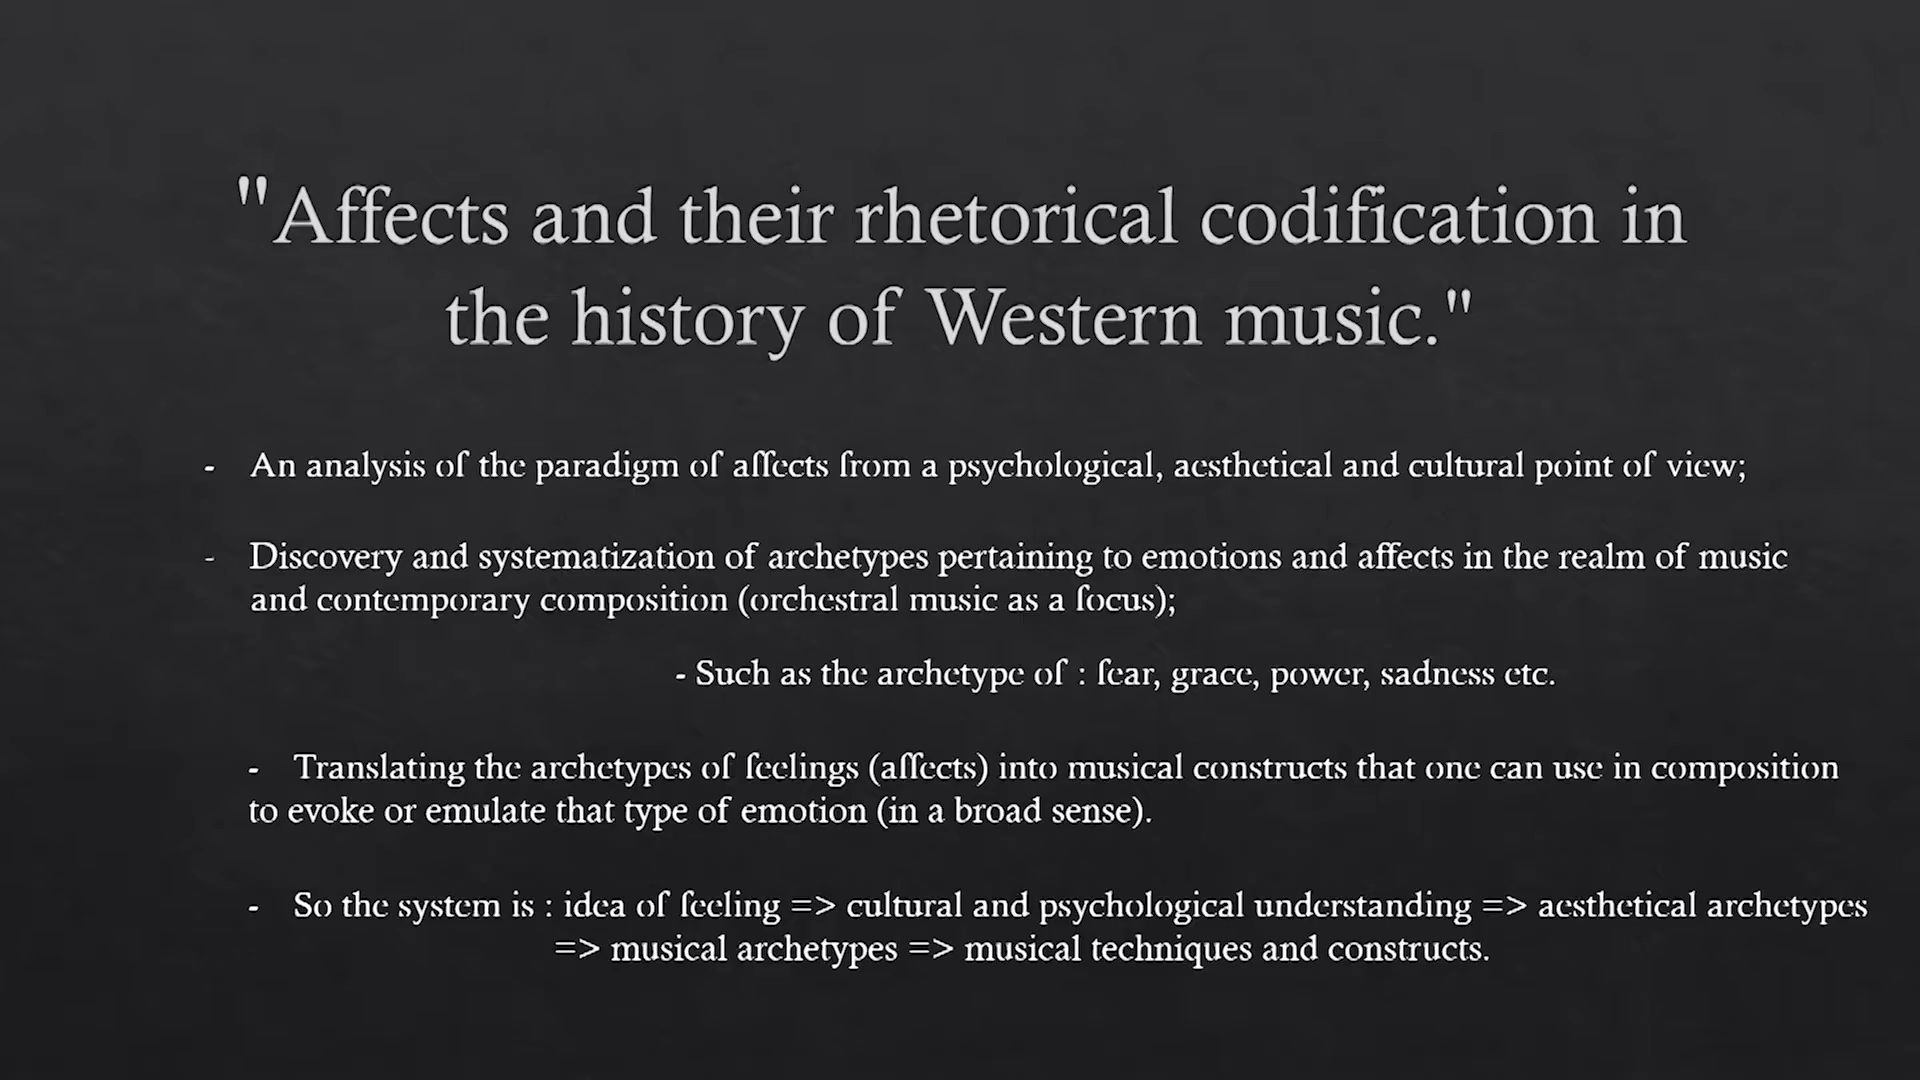 "Affects and their rhetorical codification in
the history of Western music."
- An analysis of the paradigm of affects from a psychological, aesthetical and cultural point of view;
- Discovery and systematization of archetypes pertaining to emotions and affects in the realm of music
and contemporary composition (orchestral music as a focus);
- Such as the archetype of : fear, grace, power, sadness etc.
- Translating the archetypes of feelings (affects) into musical constructs that one can use in composition
to evoke or emulate that type of emotion (in a broad sense).
- So the system is : idea of feeling => cultural and psychological understanding => aesthetical archetypes
=> musical archetypes => musical techniques and constructs.